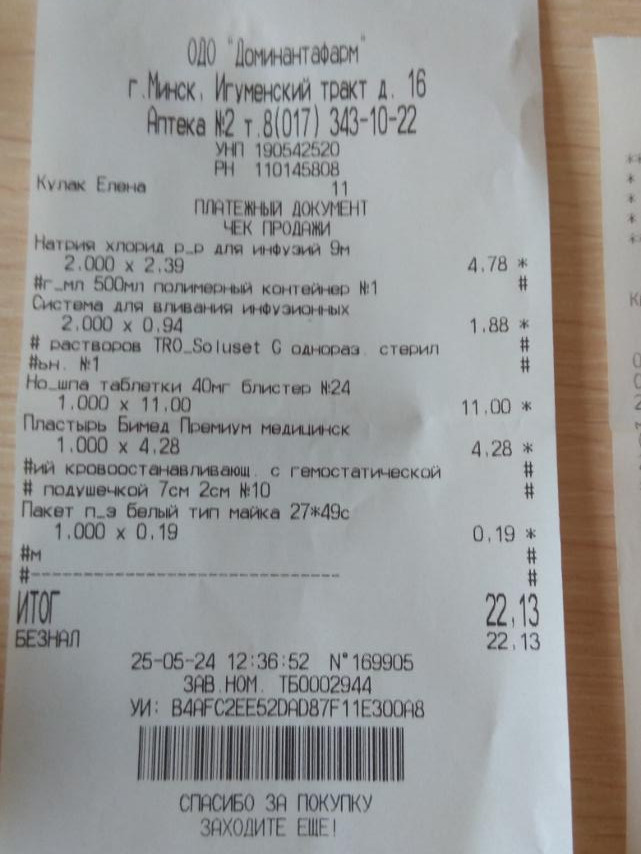 ОДО "Доминантафарм"
г.Минск, Игуменский тракт д. 16
Аптека №2 т.8(017) 343-10-22
УНП 190542520
РН 110145808
Кулак Елена 11
ПЛАТЕЖНЫЙ ДОКУМЕНТ
ЧЕК ПРОДАЖИ
Натрия хлорид р_р для инфузий 9м
2.000 x 2.39 4.78 *
#г_мл 500мл полимерный контейнер №1 #
Система для вливания инфузионных
2.000 x 0.94 1.88 *
# растворов TRO_Soluset С однораз. стерил #
#ьн. №1 #
Но_шпа таблетки 40мг блистер №24
1.000 x 11.00 11.00 *
Пластырь Бимед Премиум медицинск
1.000 x 4.28 4.28 *
#ий кровоостанавливающ. с гемостатической #
# подушечкой 7см 2см №10 #
Пакет п_э белый тип майка 27*49с
1.000 x 0.19 0.19 *
#м #
#------------------------------ #
ИТОГ 22,13
БЕЗНАЛ 22.13
25-05-24 12:36:52 N°169905
ЗАВ.НОМ. ТБ0002944
УИ: B4AFC2EE52DAD87F11E300A8
СПАСИБО ЗА ПОКУПКУ
ЗАХОДИТЕ ЕЩЕ!